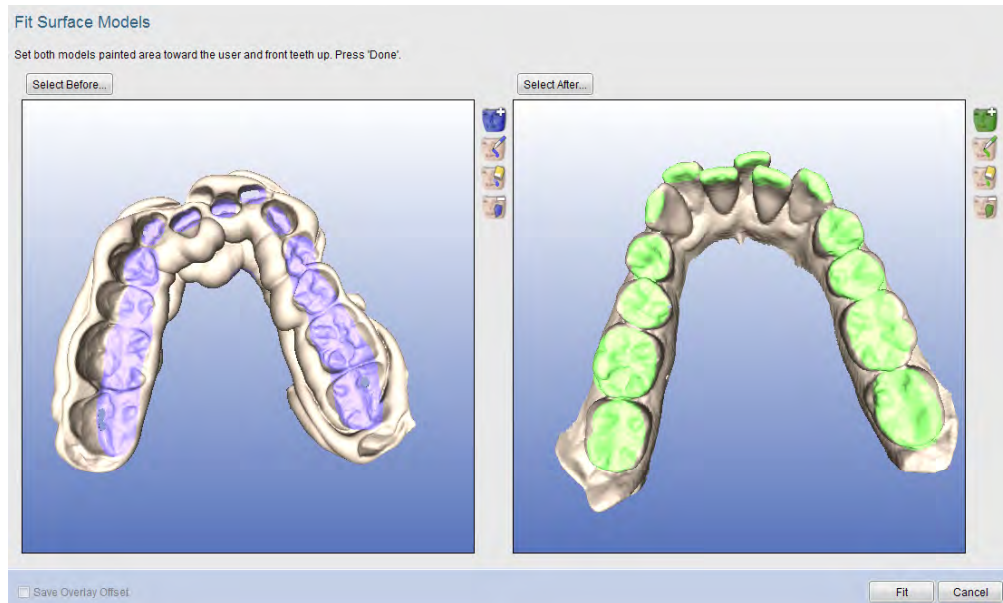 Fit Surface Models
Set both models painted area toward the user and front teeth up. Press 'Done'.
Select Before...
Select After...
Save Overlay Offset
Fit
Cancel